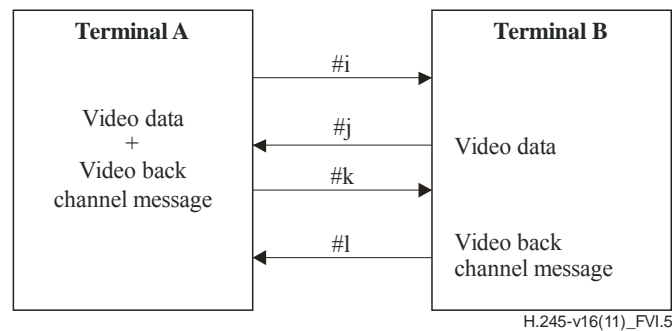 Terminal A
Terminal B
#i
Video data
+
Video back
channel message
#j
Video data
#k
#l
Video back
channel message
H.245-v16(11)_FVI.5